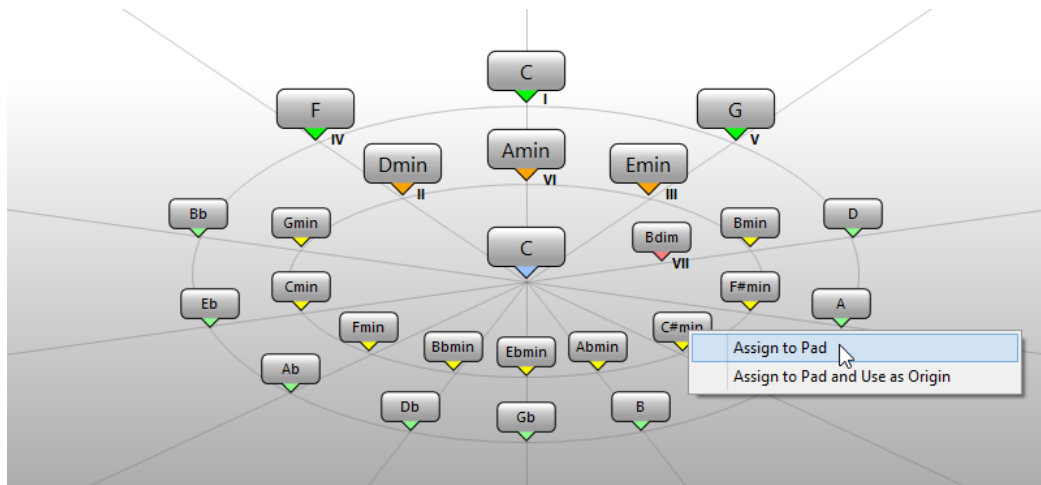 C
I
F
IV
G
V
Amin
VI
Dmin
II
Emin
III
Bb
Gmin
Bdim
VII
Bmin
D
C
Eb
Cmin
F#min
A
Fmin
C#min
Bbmin
Ebmin
Abmin
Assign to Pad
Assign to Pad and Use as Origin
Ab
Db
Gb
B